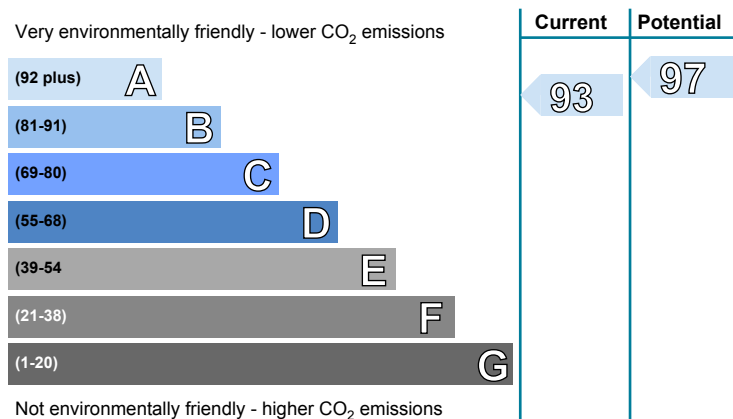 Current Potential
Very environmentally friendly - lower CO₂ emissions
(92 plus) A 93 97
(81-91) B
(69-80) C
(55-68) D
(39-54 E
(21-38) F
(1-20) G
Not environmentally friendly - higher CO₂ emissions